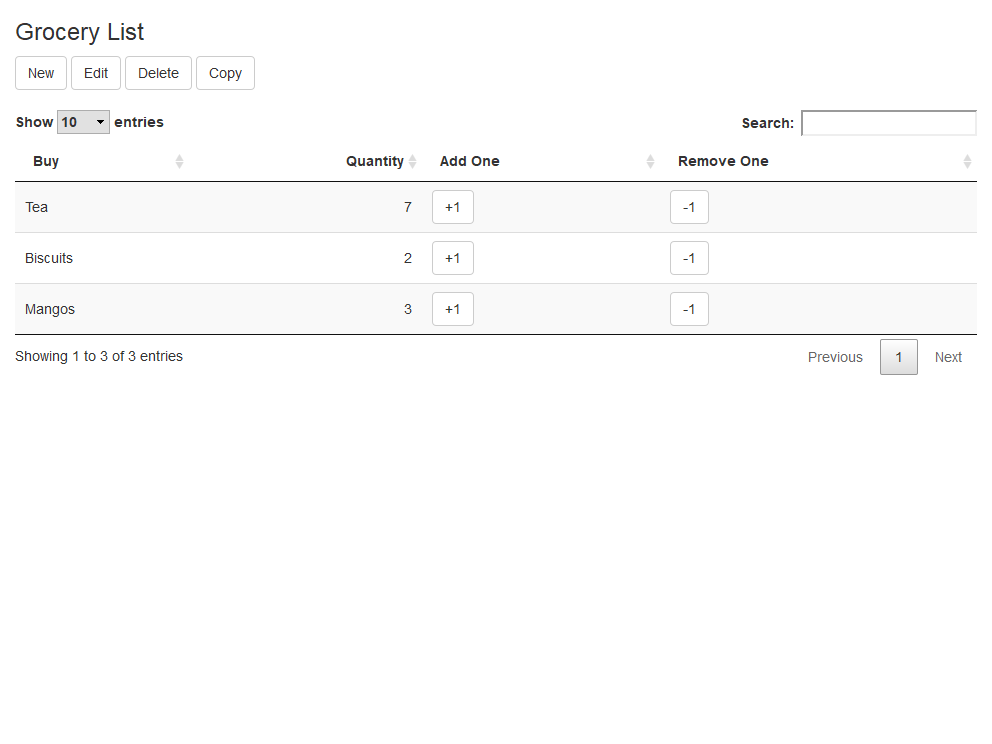 Grocery List
New Edit Delete Copy
Show 10 entries Search:
Buy Quantity Add One Remove One
Tea 7 +1 -1
Biscuits 2 +1 -1
Mangos 3 +1 -1
Showing 1 to 3 of 3 entries Previous 1 Next